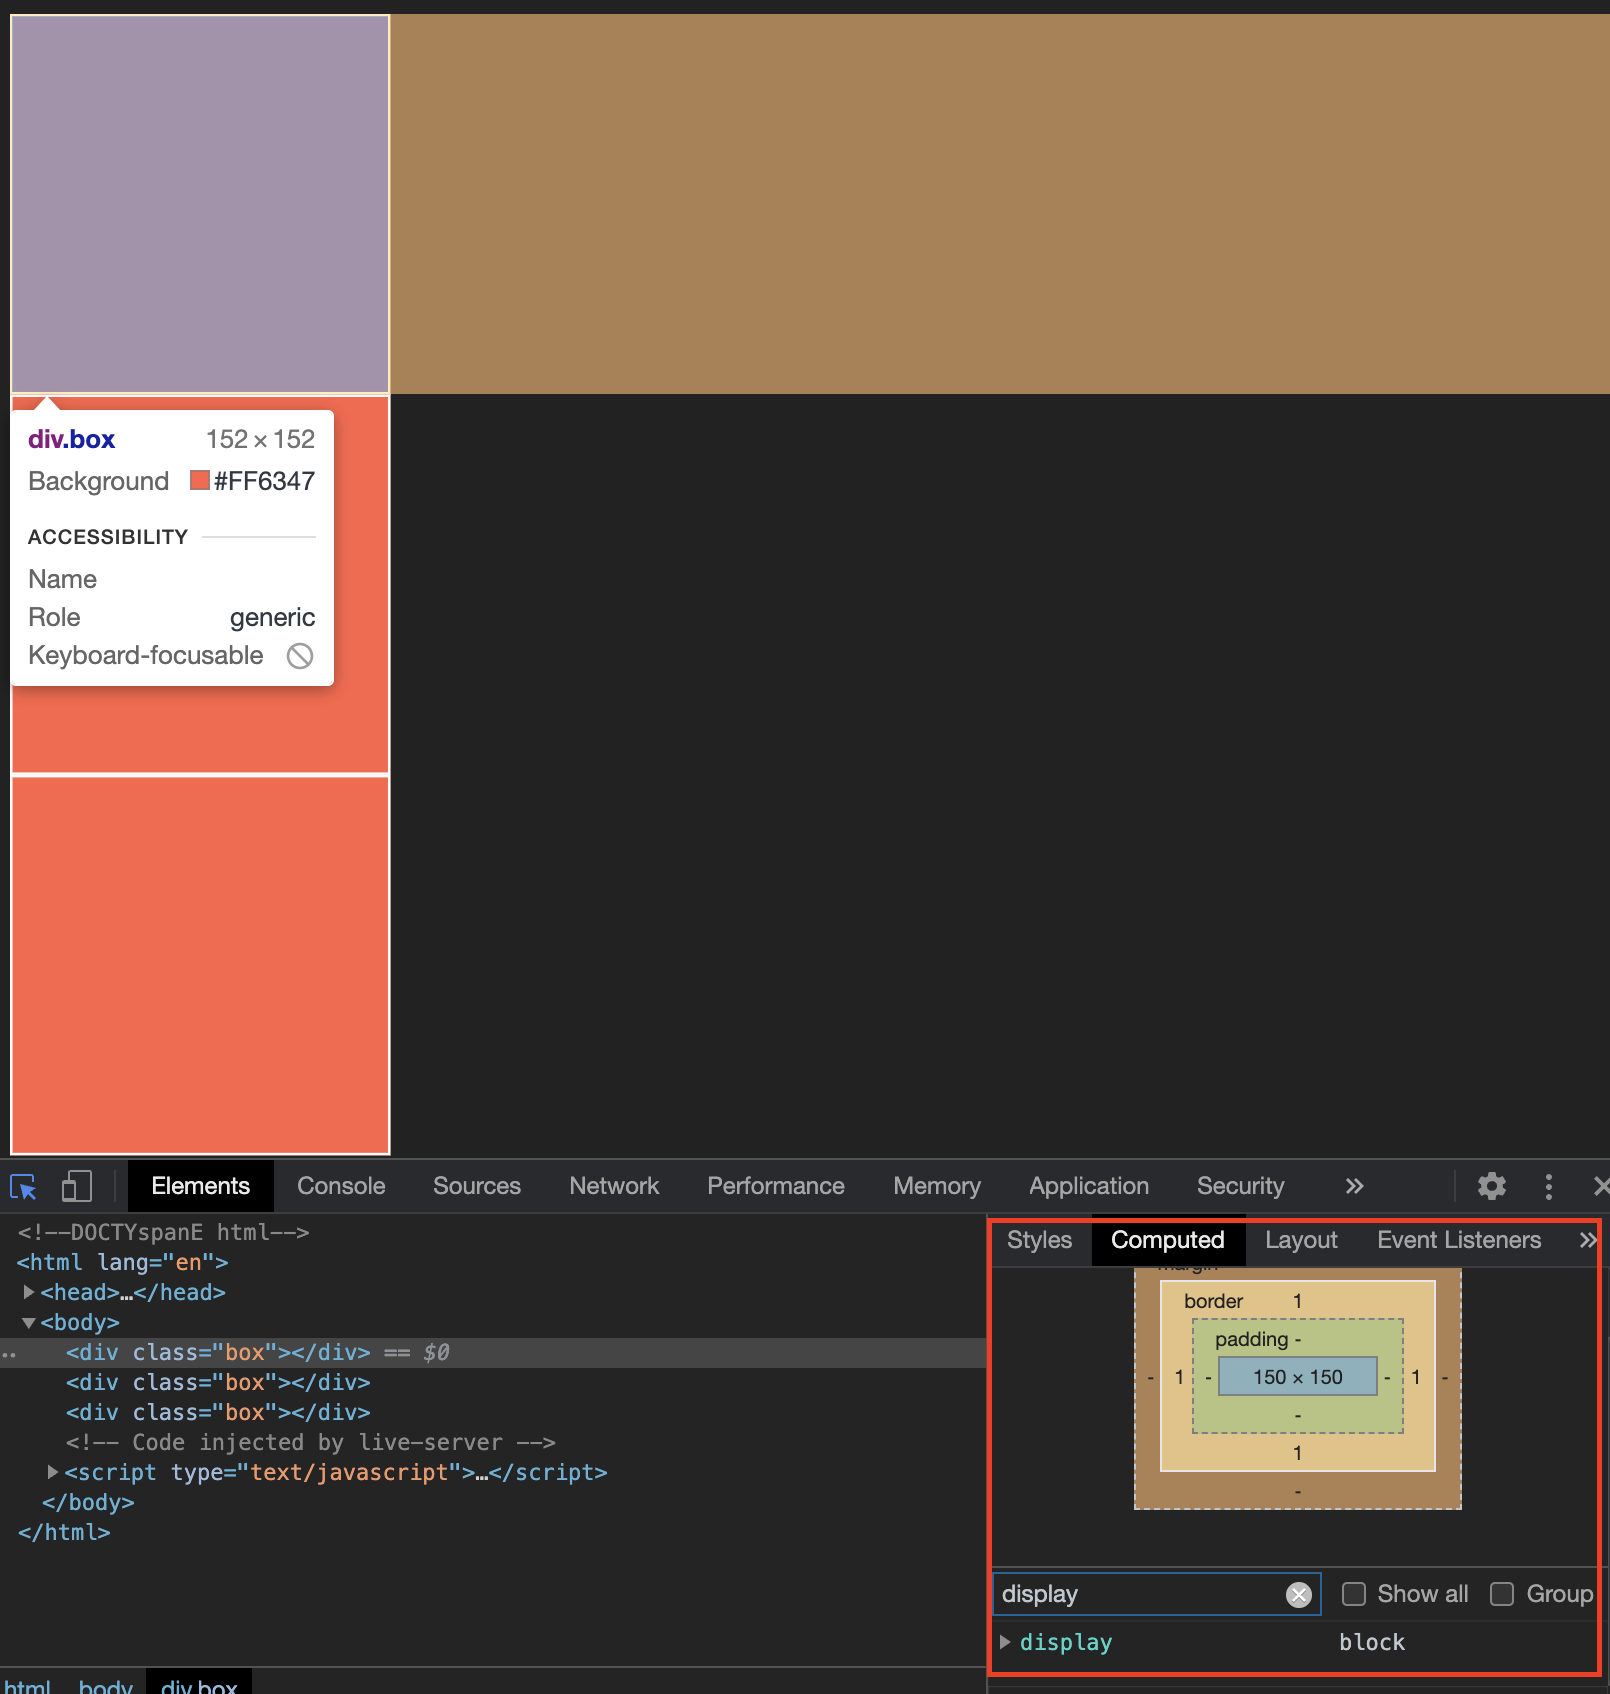 div.box 152 × 152
Background #FF6347
ACCESSIBILITY
Name
Role generic
Keyboard-focusable
Elements Console Sources Network Performance Memory Application Security »
<!--DOCTYspanE html-->
<html lang="en">
<head>…</head>
<body>
<div class="box"></div> == $0
<div class="box"></div>
<div class="box"></div>
<!-- Code injected by live-server -->
<script type="text/javascript">…</script>
</body>
</html>
html body div.box
Styles Computed Layout Event Listeners »
margin
border 1
padding -
- 1 - 150 × 150 - 1 -
-
1
-
display Show all Group
display block